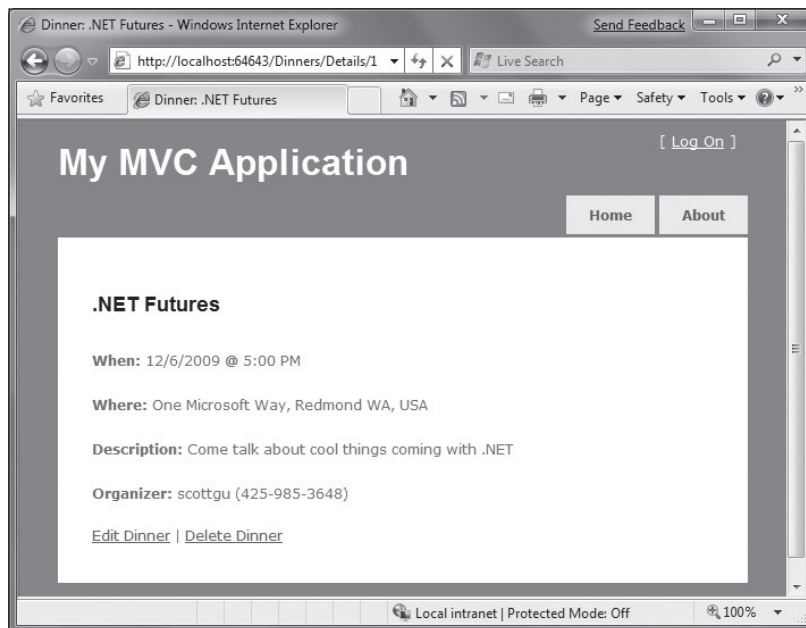 Dinner: .NET Futures - Windows Internet Explorer
Send Feedback
http://localhost:64643/Dinners/Details/1
Live Search
Favorites
Dinner: .NET Futures
Page
Safety
Tools
[ Log On ]
My MVC Application
Home
About
.NET Futures
When: 12/6/2009 @ 5:00 PM
Where: One Microsoft Way, Redmond WA, USA
Description: Come talk about cool things coming with .NET
Organizer: scottgu (425-985-3648)
Edit Dinner | Delete Dinner
Local intranet | Protected Mode: Off
100%